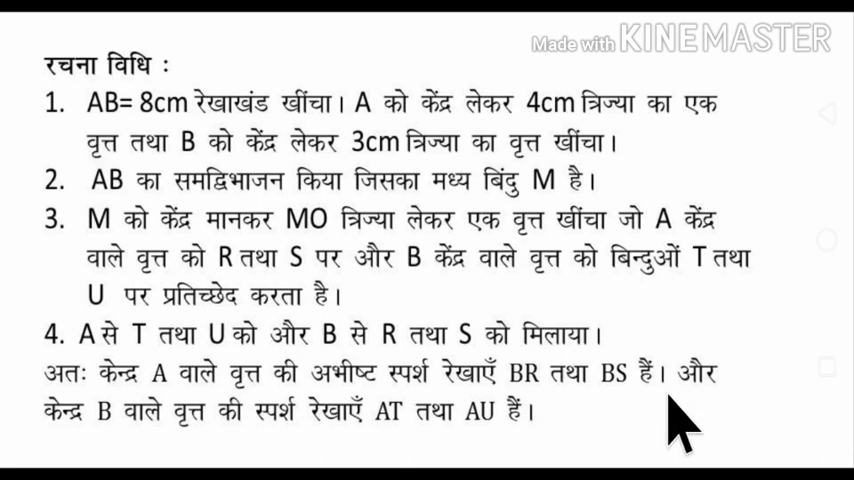 Made with KINEMASTER
रचना विधि :
1. AB= 8cm रेखाखंड खींचा। A को केंद्र लेकर 4cm त्रिज्या का एक
वृत्त तथा B को केंद्र लेकर 3cm त्रिज्या का वृत्त खींचा।
2. AB का समद्विभाजन किया जिसका मध्य बिंदु M है।
3. M को केंद्र मानकर MO त्रिज्या लेकर एक वृत्त खींचा जो A केंद्र
वाले वृत्त को R तथा S पर और B केंद्र वाले वृत्त को बिन्दुओं T तथा
U पर प्रतिच्छेद करता है।
4. A से T तथा U को और B से R तथा S को मिलाया।
अतः केन्द्र A वाले वृत्त की अभीष्ट स्पर्श रेखाएँ BR तथा BS हैं। और
केन्द्र B वाले वृत्त की स्पर्श रेखाएँ AT तथा AU हैं।